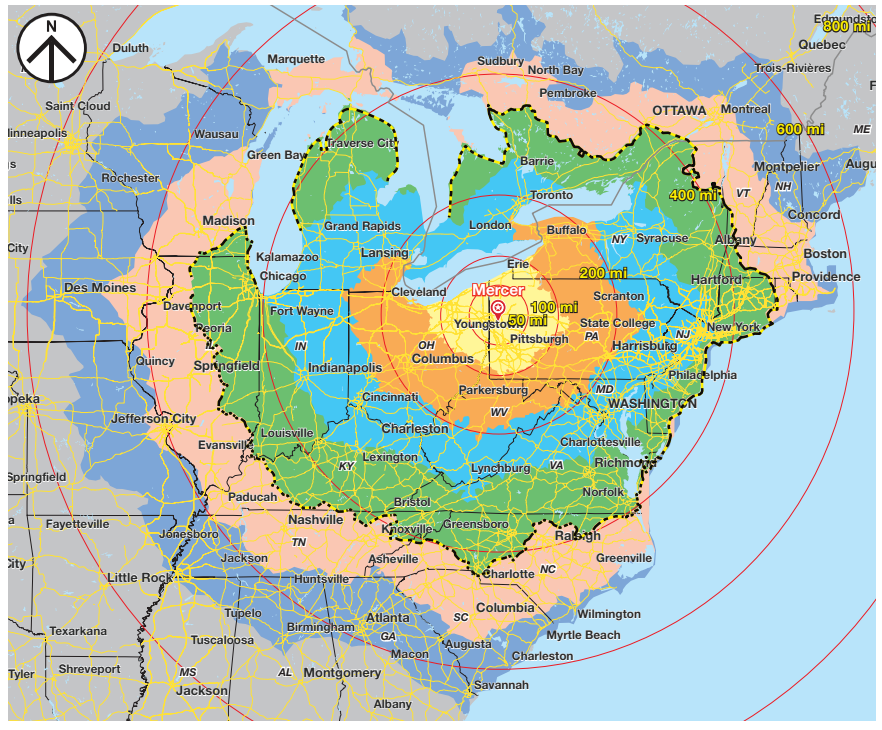 N
Edmundsto
800 mi
Quebec
Duluth
Marquette
Sudbury
North Bay
Trois-Rivières
Pembroke
Saint Cloud
OTTAWA
Montreal
linneapolis
Wausau
600 mi
ME
Traverse City
Green Bay
Barrie
Montpelier
Augu
Rochester
NH
VT
Toronto
400 mi
Madison
Grand Rapids
London
Buffalo
Concord
NY
Syracuse
Albany
City
Lansing
Kalamazoo
Erie
Boston
Chicago
200 mi
Hartford
Providence
Des Moines
Cleveland
Mercer
Scranton
Davenport
Fort Wayne
100 mi
50 mi
Peoria
Youngstown
State College
New York
Pittsburgh
PA
NJ
IL
IN
OH
Harrisburg
Quincy
Columbus
Springfield
Indianapolis
Philadelphia
Parkersburg
MD
Cincinnati
WASHINGTON
peka
WV
Jefferson City
Charleston
Louisville
Evansville
Charlottesville
Lexington
Richmond
KY
Lynchburg
VA
Springfield
Norfolk
Paducah
Bristol
Fayetteville
Nashville
Greensboro
Knoxville
Jonesboro
Raleigh
TN
Jackson
Asheville
Greenville
City
NC
Little Rock
Huntsville
Charlotte
Columbia
Tupelo
Wilmington
SC
Atlanta
Birmingham
Texarkana
Myrtle Beach
GA
Tuscaloosa
Augusta
Macon
Charleston
Shreveport
Tyler
MS
AL
Montgomery
Savannah
Jackson
Albany